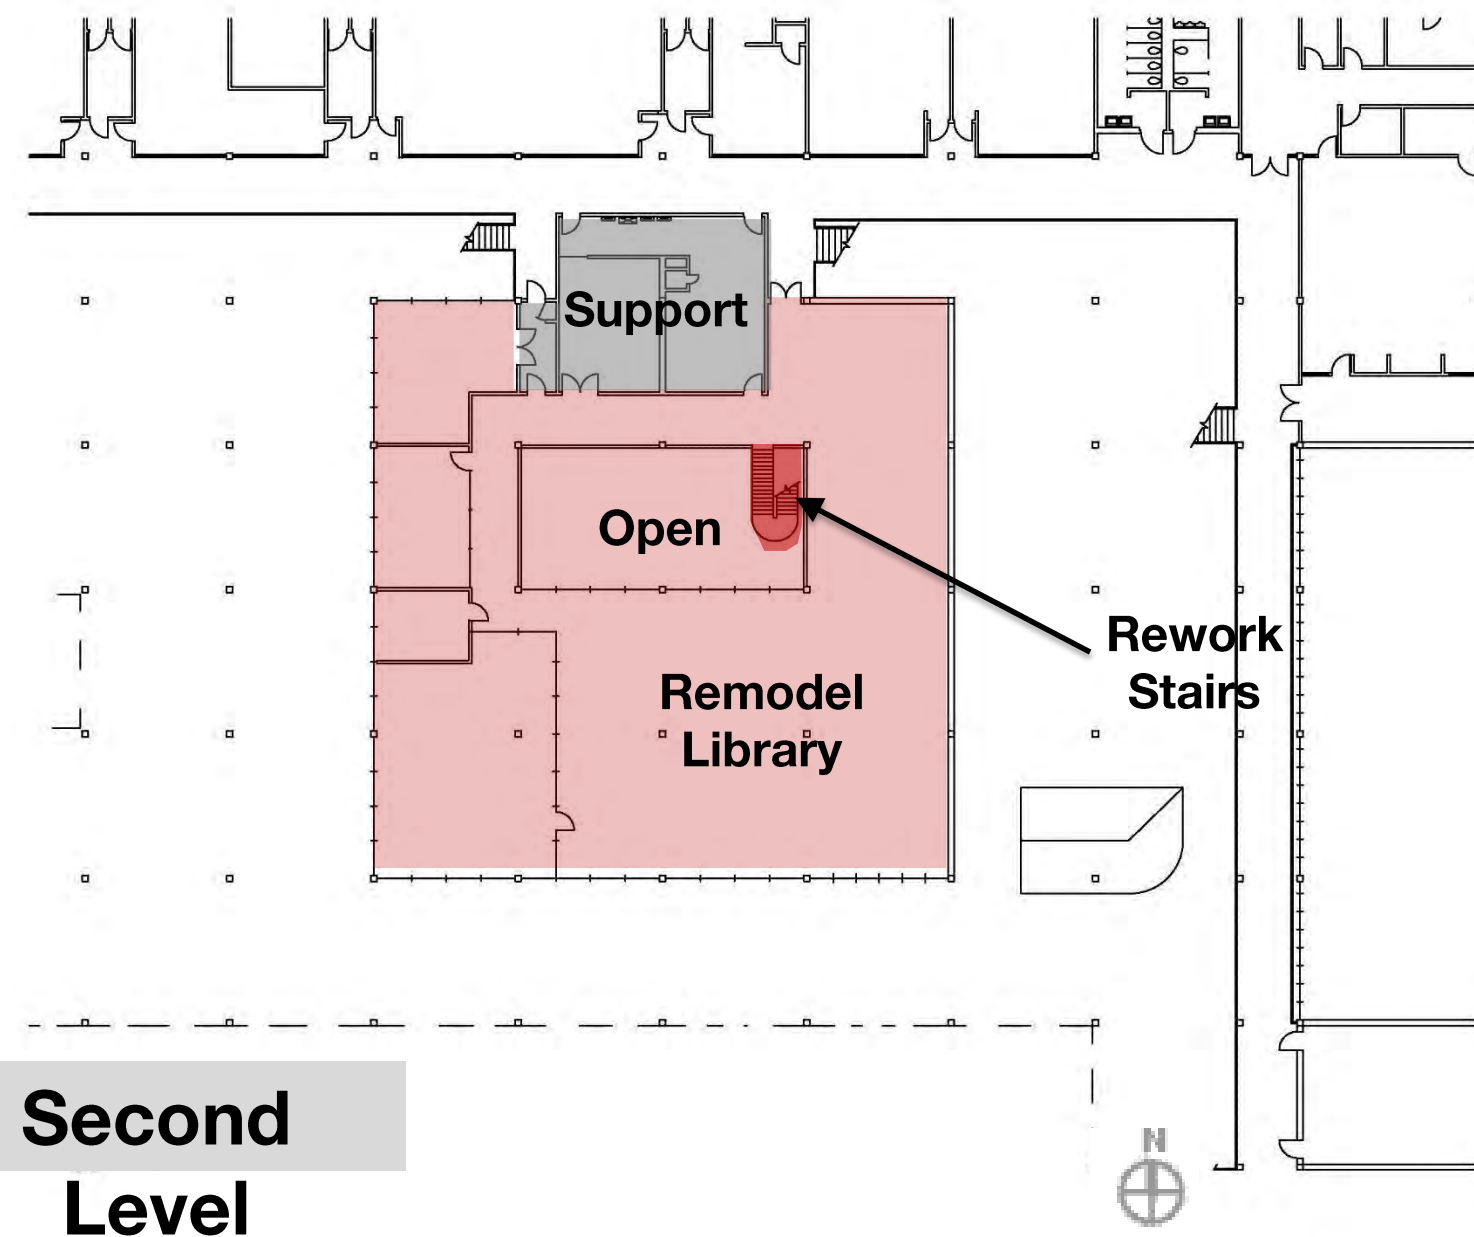 Support
Open
Rework
Stairs
Remodel
Library
Second
Level
N